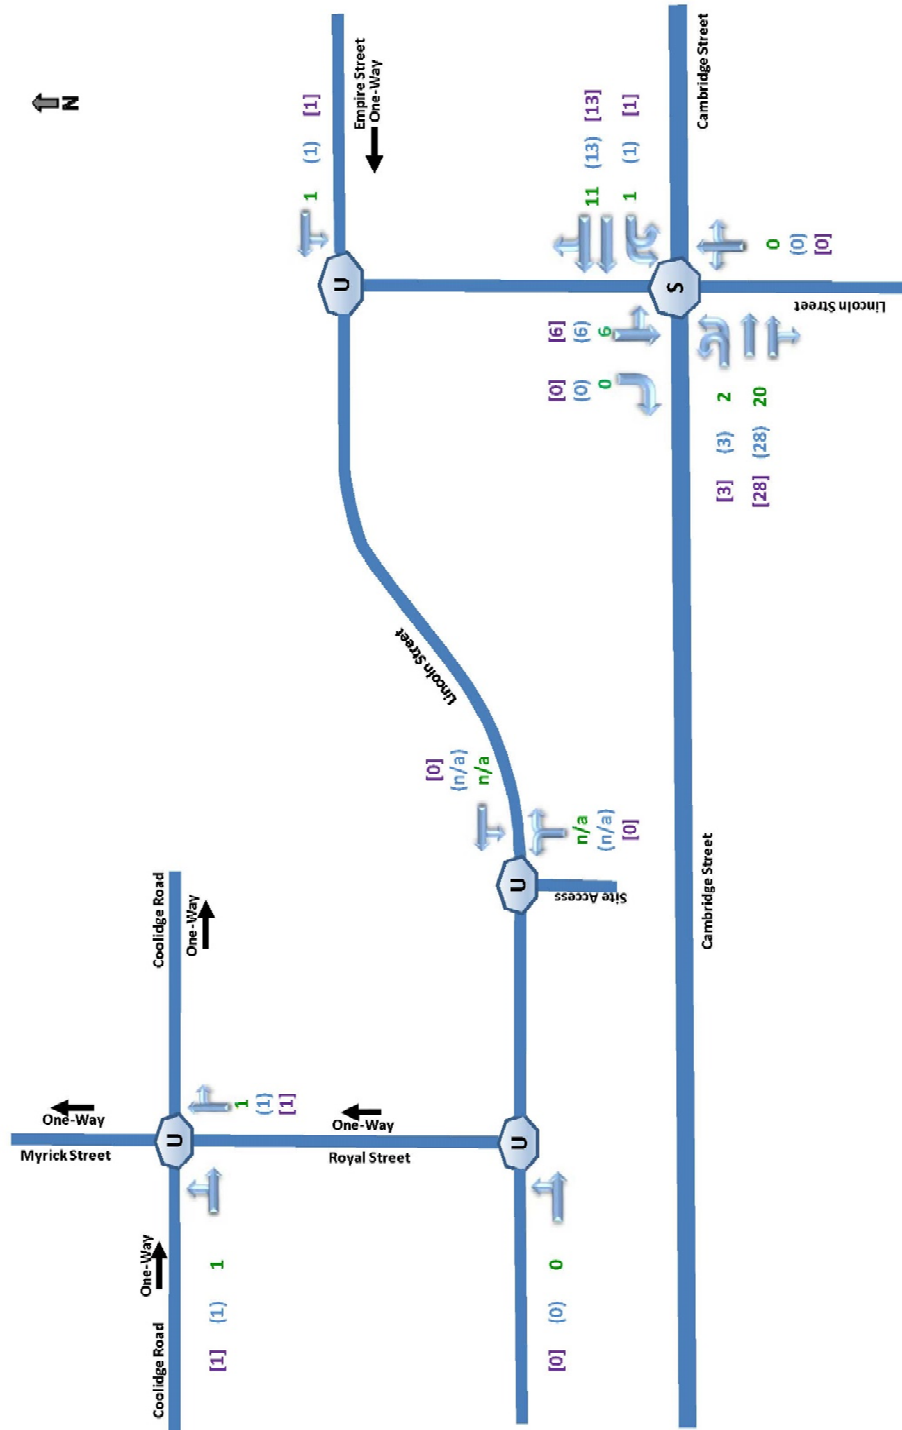 N
Empire Street
One-Way
1 (1) [1]
U
Cambridge Street
11 (13) [13]
1 (1) [1]
S
0
(0)
[0]
Lincoln Street
[6]
(6)
6
[0]
(0)
0
[3] (3) 2
[28] (28) 20
Lincoln Street
[0]
(n/a)
n/a
n/a
(n/a)
[0]
U
Site Access
Cambridge Street
Coolidge Road
One-Way
One-Way
Myrick Street
U
1
(1)
[1]
One-Way
Royal Street
U
One-Way
Coolidge Road
[1] (1) 1
[0] (0) 0